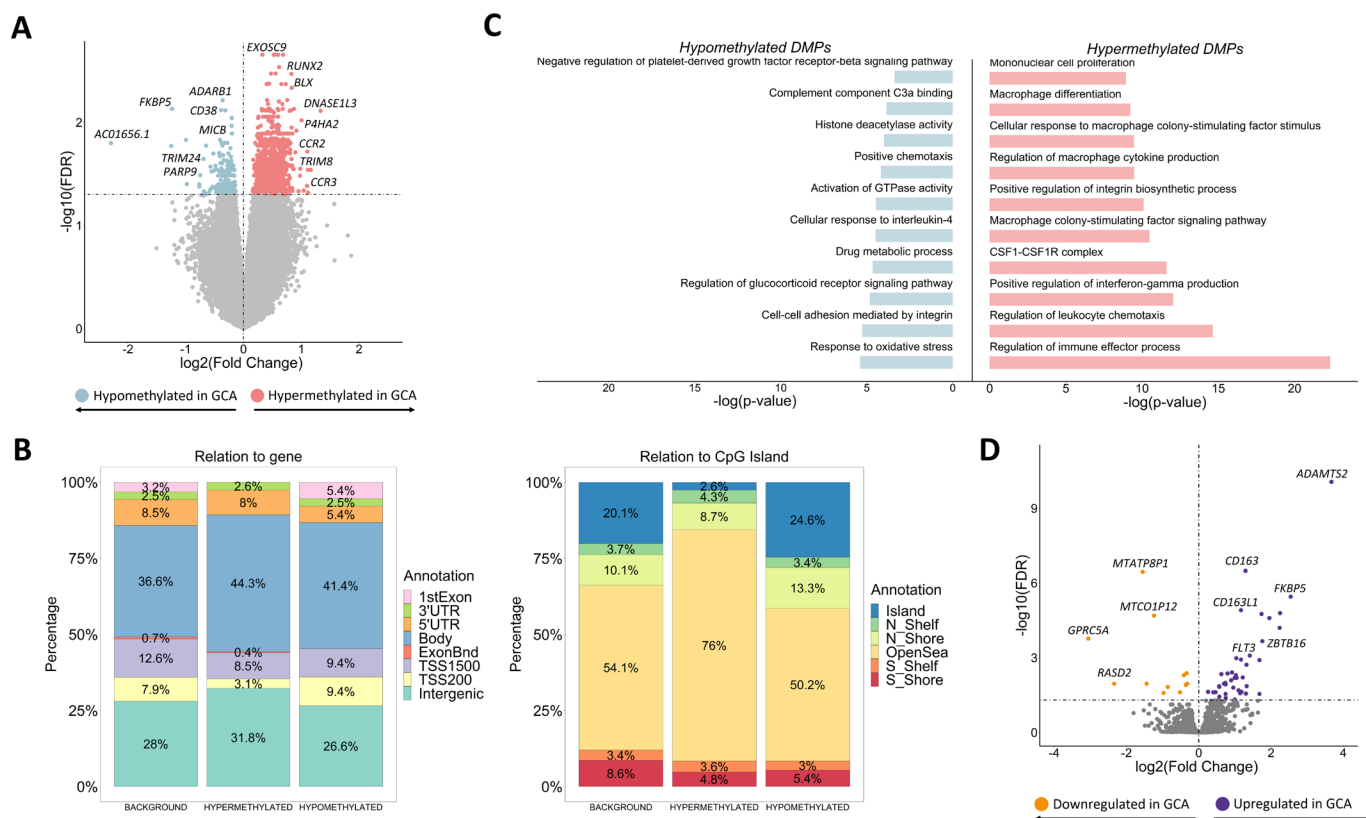 A
EXOSC9
RUNX2
BLX
ADARB1
FKBP5
CD38
DNASE1L3
P4HA2
MICB
AC01656.1
CCR2
TRIM24
TRIM8
PARP9
CCR3
-log10(FDR)
2
1
0
-2 -1 0 1 2
log2(Fold Change)
Hypomethylated in GCA Hypermethylated in GCA
C
Hypomethylated DMPs Hypermethylated DMPs
Negative regulation of platelet-derived growth factor receptor-beta signaling pathway
Complement component C3a binding
Histone deacetylase activity
Positive chemotaxis
Activation of GTPase activity
Cellular response to interleukin-4
Drug metabolic process
Regulation of glucocorticoid receptor signaling pathway
Cell-cell adhesion mediated by integrin
Response to oxidative stress
20 15 10 5 0
-log(p-value)
Mononuclear cell proliferation
Macrophage differentiation
Cellular response to macrophage colony-stimulating factor stimulus
Regulation of macrophage cytokine production
Positive regulation of integrin biosynthetic process
Macrophage colony-stimulating factor signaling pathway
CSF1-CSF1R complex
Positive regulation of interferon-gamma production
Regulation of leukocyte chemotaxis
Regulation of immune effector process
0 5 10 15 20
-log(p-value)
B
Relation to gene
Percentage
100%
75%
50%
25%
0%
3.2%
2.5%
8.5%
36.6%
0.7%
12.6%
7.9%
28%
2.6%
8%
44.3%
0.4%
8.5%
3.1%
31.8%
5.4%
2.5%
5.4%
41.4%
9.4%
9.4%
26.6%
BACKGROUND HYPERMETHYLATED HYPOMETHYLATED
Annotation
1stExon
3'UTR
5'UTR
Body
ExonBnd
TSS1500
TSS200
Intergenic
Relation to CpG Island
Percentage
100%
75%
50%
25%
0%
20.1%
3.7%
10.1%
54.1%
3.4%
8.6%
2.6%
4.3%
8.7%
76%
3.6%
4.8%
24.6%
3.4%
13.3%
50.2%
3%
5.4%
BACKGROUND HYPERMETHYLATED HYPOMETHYLATED
Annotation
Island
N_Shelf
N_Shore
OpenSea
S_Shelf
S_Shore
D
ADAMTS2
MTATP8P1
CD163
FKBP5
CD163L1
MTCO1P12
GPRC5A
ZBTB16
FLT3
RASD2
-log10(FDR)
9
6
3
0
-4 -2 0 2 4
log2(Fold Change)
Downregulated in GCA Upregulated in GCA